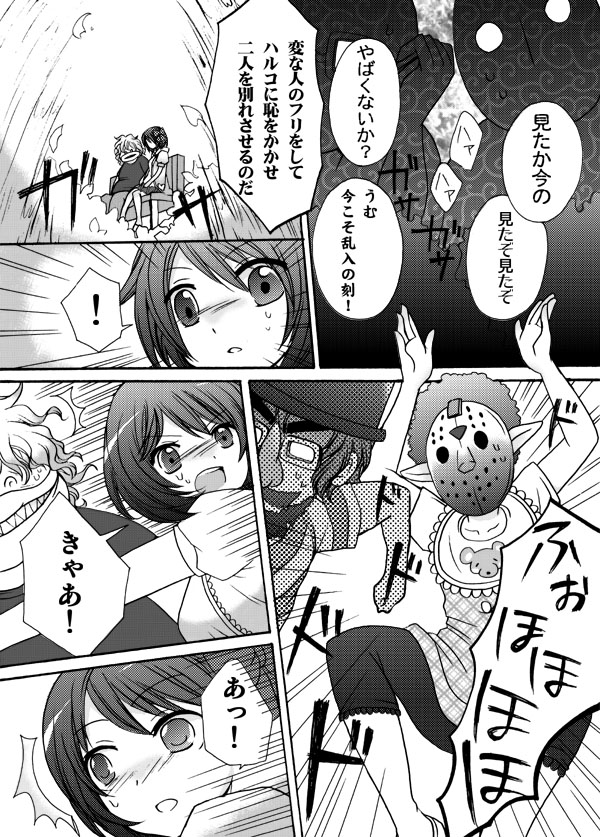 見たか今の
見たぞ見たぞ
ハァ
ハァ
やばくないか?
うむ
今こそ乱入の刻!
ガサ
ガサッ
変な人のフリをして
ハルコに恥をかかせ
二人を別れさせるのだ
ガサ
ガサ
!
ふぉ
ほほ
ほほ
ドドドドド
きゃあ!
あっ!